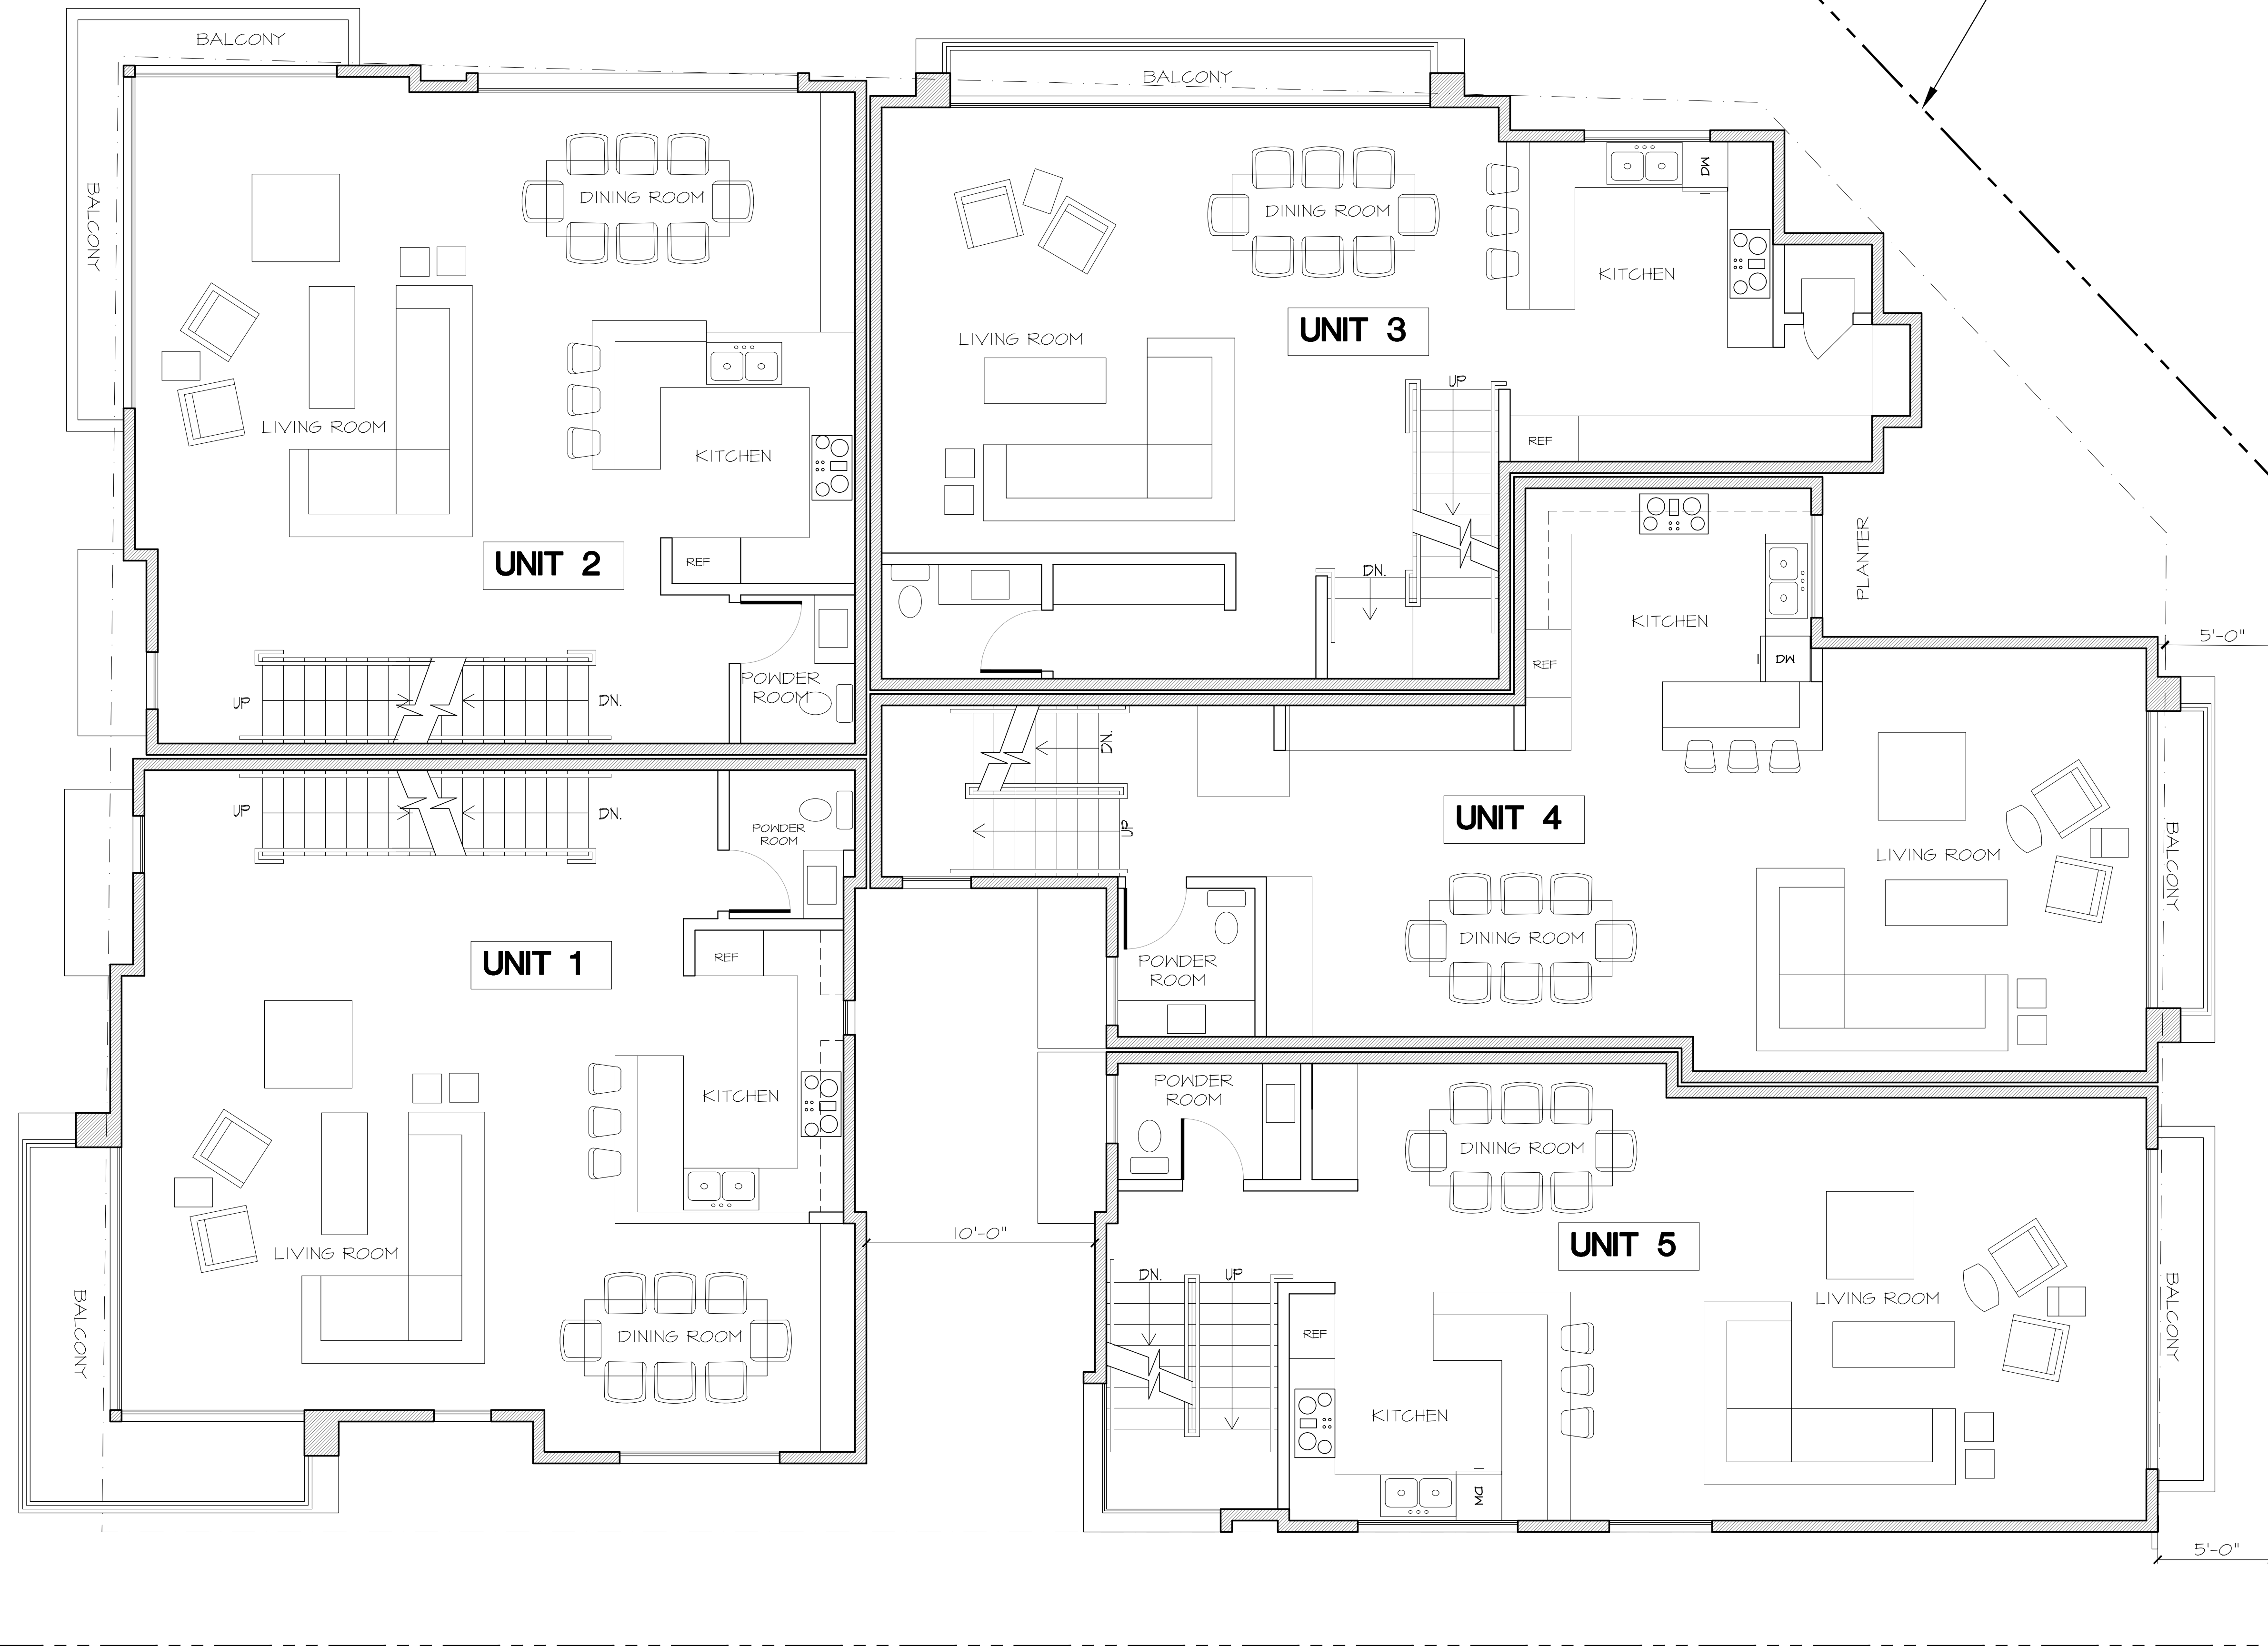 BALCONY
BALCONY
DINING ROOM
LIVING ROOM
KITCHEN
UNIT 2
REF
POWDER
ROOM
UP
DN.
BALCONY
DINING ROOM
LIVING ROOM
UNIT 3
KITCHEN
DW
UP
REF
DN.
UP
DN.
POWDER
ROOM
UNIT 1
REF
KITCHEN
LIVING ROOM
DINING ROOM
BALCONY
10'-0"
KITCHEN
REF
DW
PLANTER
5'-0"
DN.
UP
UNIT 4
LIVING ROOM
BALCONY
DINING ROOM
POWDER
ROOM
POWDER
ROOM
DINING ROOM
UNIT 5
LIVING ROOM
BALCONY
DN.
UP
REF
KITCHEN
DW
5'-0"